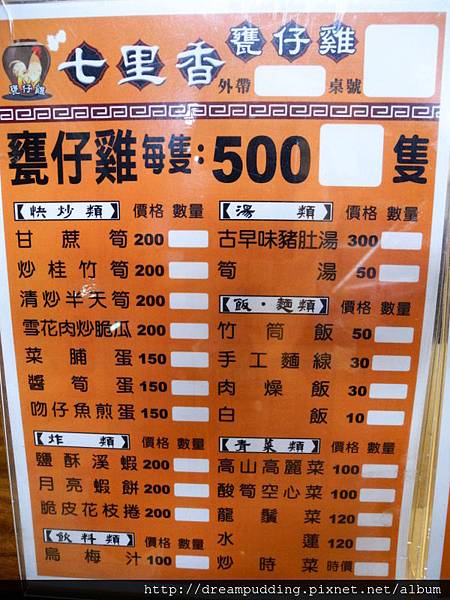 甕仔雞
七里香 甕仔雞
外帶 桌號
甕仔雞 每隻: 500 隻
【快炒類】 價格 數量
甘蔗筍 200
炒桂竹筍 200
清炒半天筍 200
雪花肉炒脆瓜 200
菜脯蛋 150
醬筍蛋 150
吻仔魚煎蛋 150
【炸類】 價格 數量
鹽酥溪蝦 200
月亮蝦餅 200
脆皮花枝捲 200
【飲料類】 價格 數量
烏梅汁 100
【湯類】 價格 數量
古早味豬肚湯 300
筍湯 50
【飯・麵類】 價格 數量
竹筒飯 50
手工麵線 30
肉燥飯 30
白飯 10
【青菜類】 價格 數量
高山高麗菜 100
酸筍空心菜 100
龍鬚菜 120
水蓮 120
炒時菜 時價
http://dreampudding.pixnet.net/album